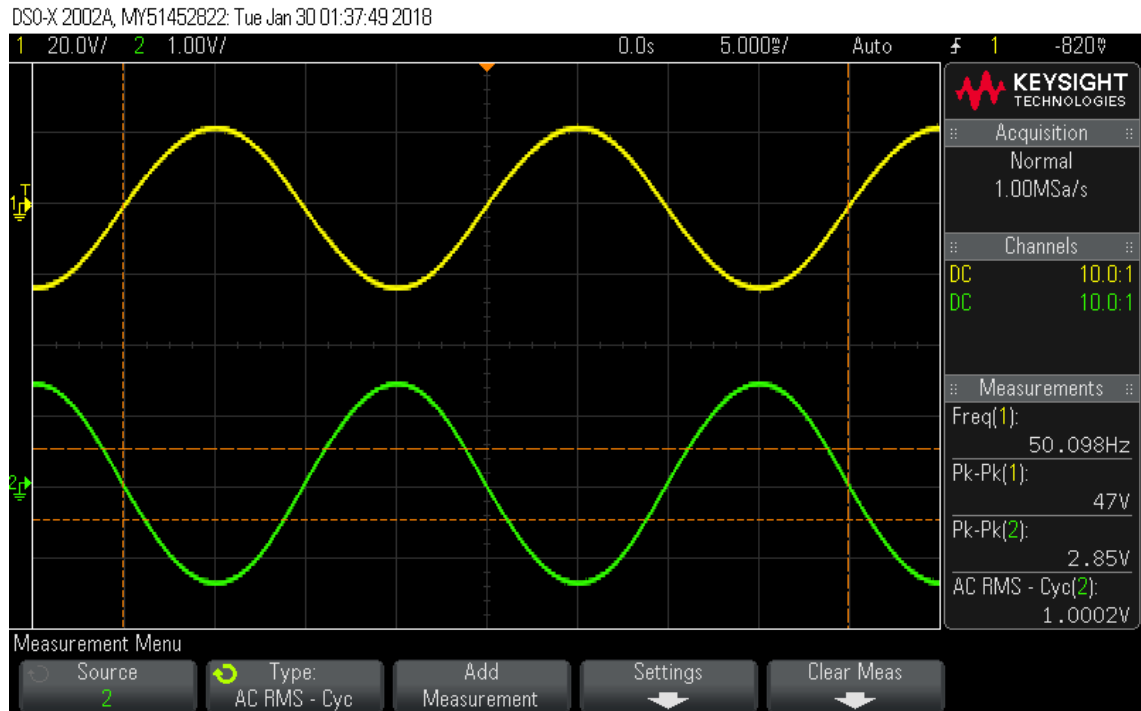 DSO-X 2002A, MY51452822: Tue Jan 30 01:37:49 2018
1 20.0V/ 2 1.00V/ 0.0s 5.000ms/ Auto 1 -820mV
KEYSIGHT
TECHNOLOGIES
Acquisition
Normal
1.00MSa/s
Channels
DC 10.0:1
DC 10.0:1
Measurements
Freq(1):
50.098Hz
Pk-Pk(1):
47V
Pk-Pk(2):
2.85V
AC RMS - Cyc(2):
1.0002V
T
1
2
Measurement Menu
Source
2
Type:
AC RMS - Cyc
Add
Measurement
Settings
Clear Meas